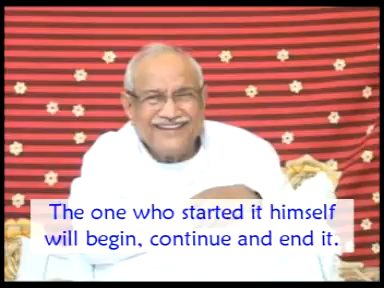 The one who started it himself
will begin, continue and end it.